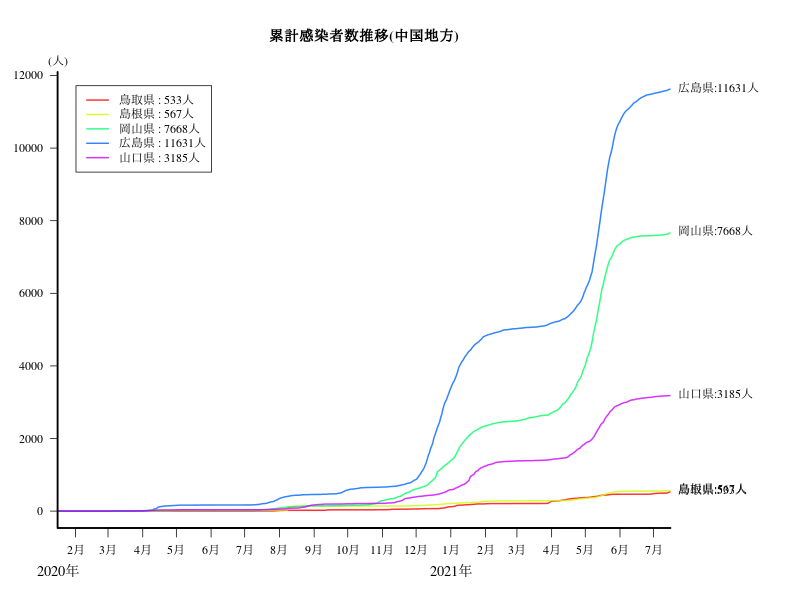 累計感染者数推移(中国地方)
(人)
12000
10000
8000
6000
4000
2000
0
鳥取県 : 533人
島根県 : 567人
岡山県 : 7668人
広島県 : 11631人
山口県 : 3185人
広島県:11631人
岡山県:7668人
山口県:3185人
2月 3月 4月 5月 6月 7月 8月 9月 10月 11月 12月 1月 2月 3月 4月 5月 6月 7月
2020年 2021年